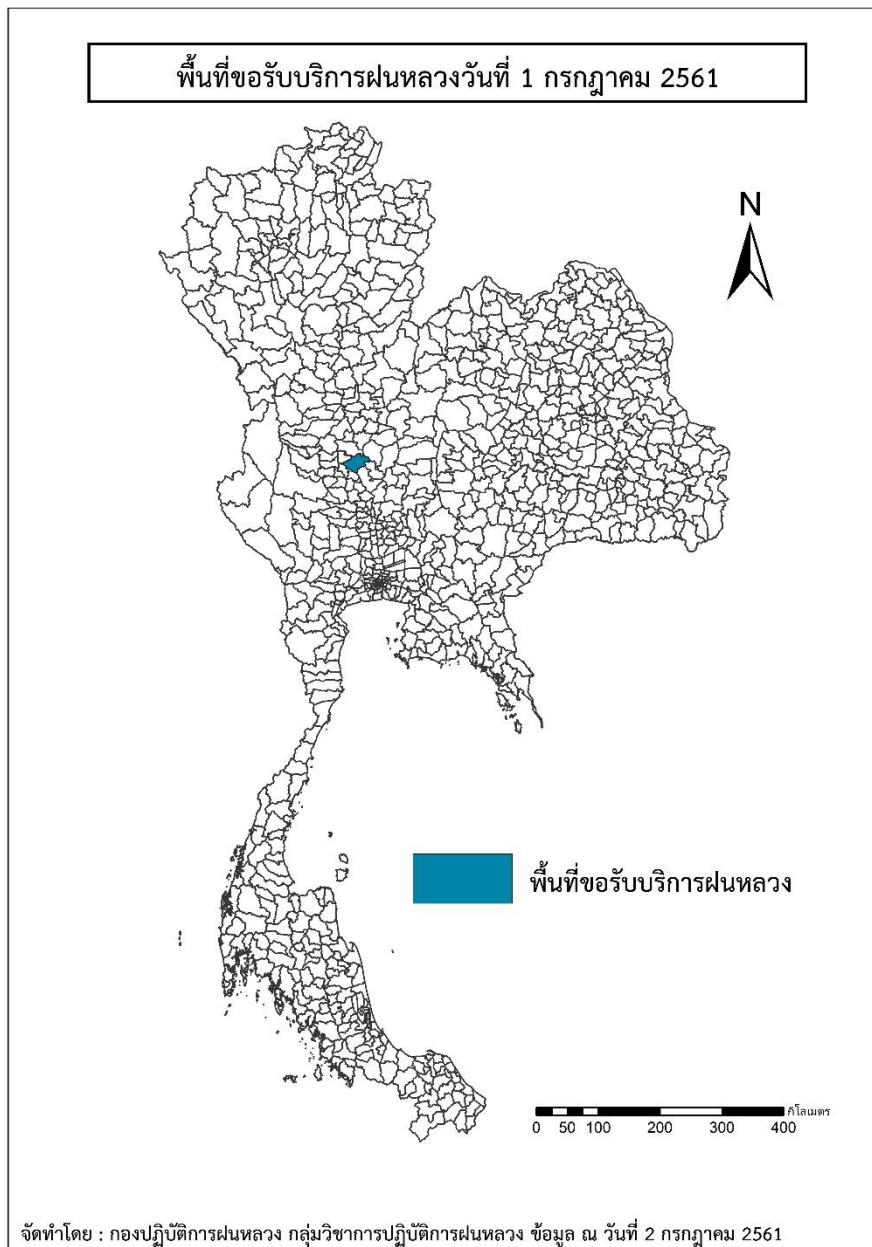 พื้นที่ขอรับบริการฝนหลวงวันที่ 1 กรกฎาคม 2561
N
พื้นที่ขอรับบริการฝนหลวง
กิโลเมตร
0 50 100 200 300 400
จัดทำโดย : กองปฏิบัติการฝนหลวง กลุ่มวิชาการปฏิบัติการฝนหลวง ข้อมูล ณ วันที่ 2 กรกฎาคม 2561